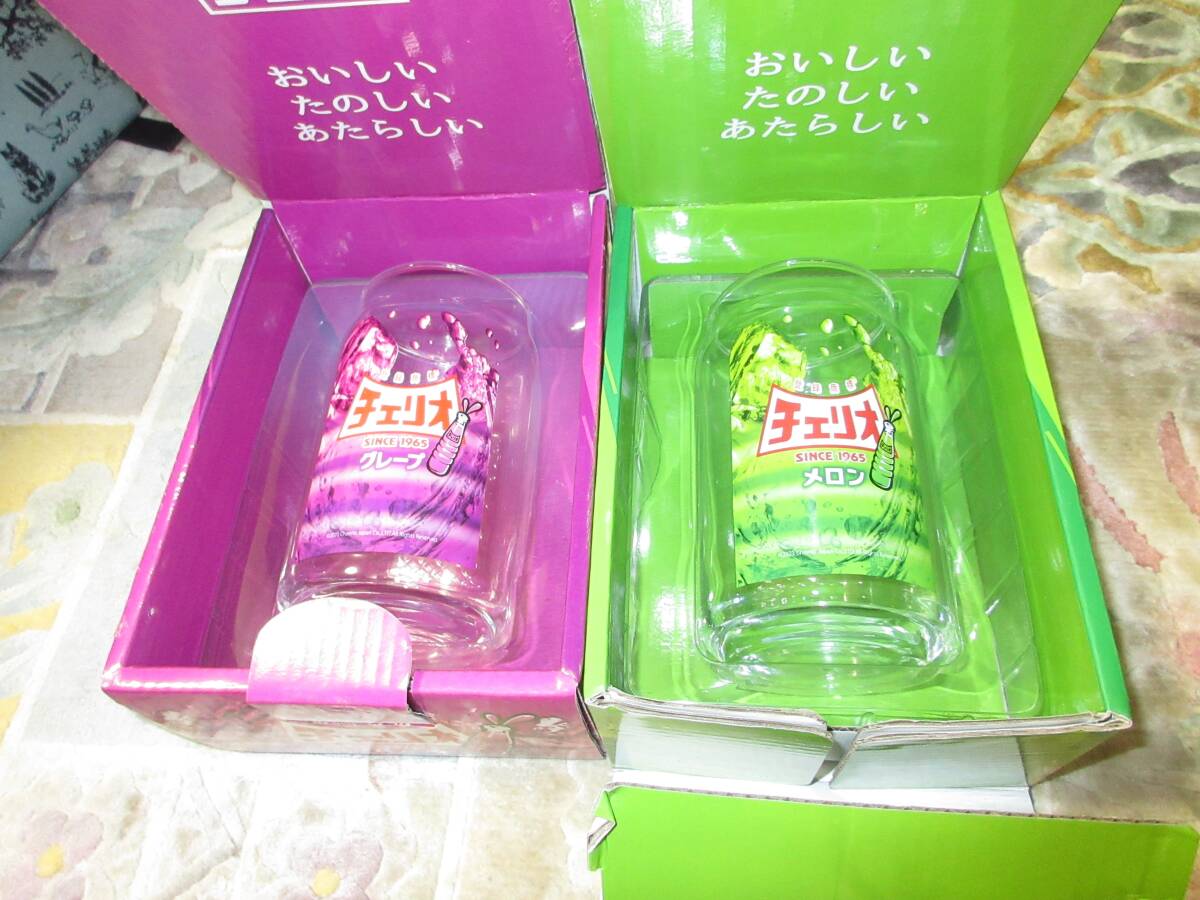 おいしい
たのしい
あたらしい
おいしい
たのしい
あたらしい
チェリオ
SINCE 1965
グレープ
チェリオ
SINCE 1965
メロン